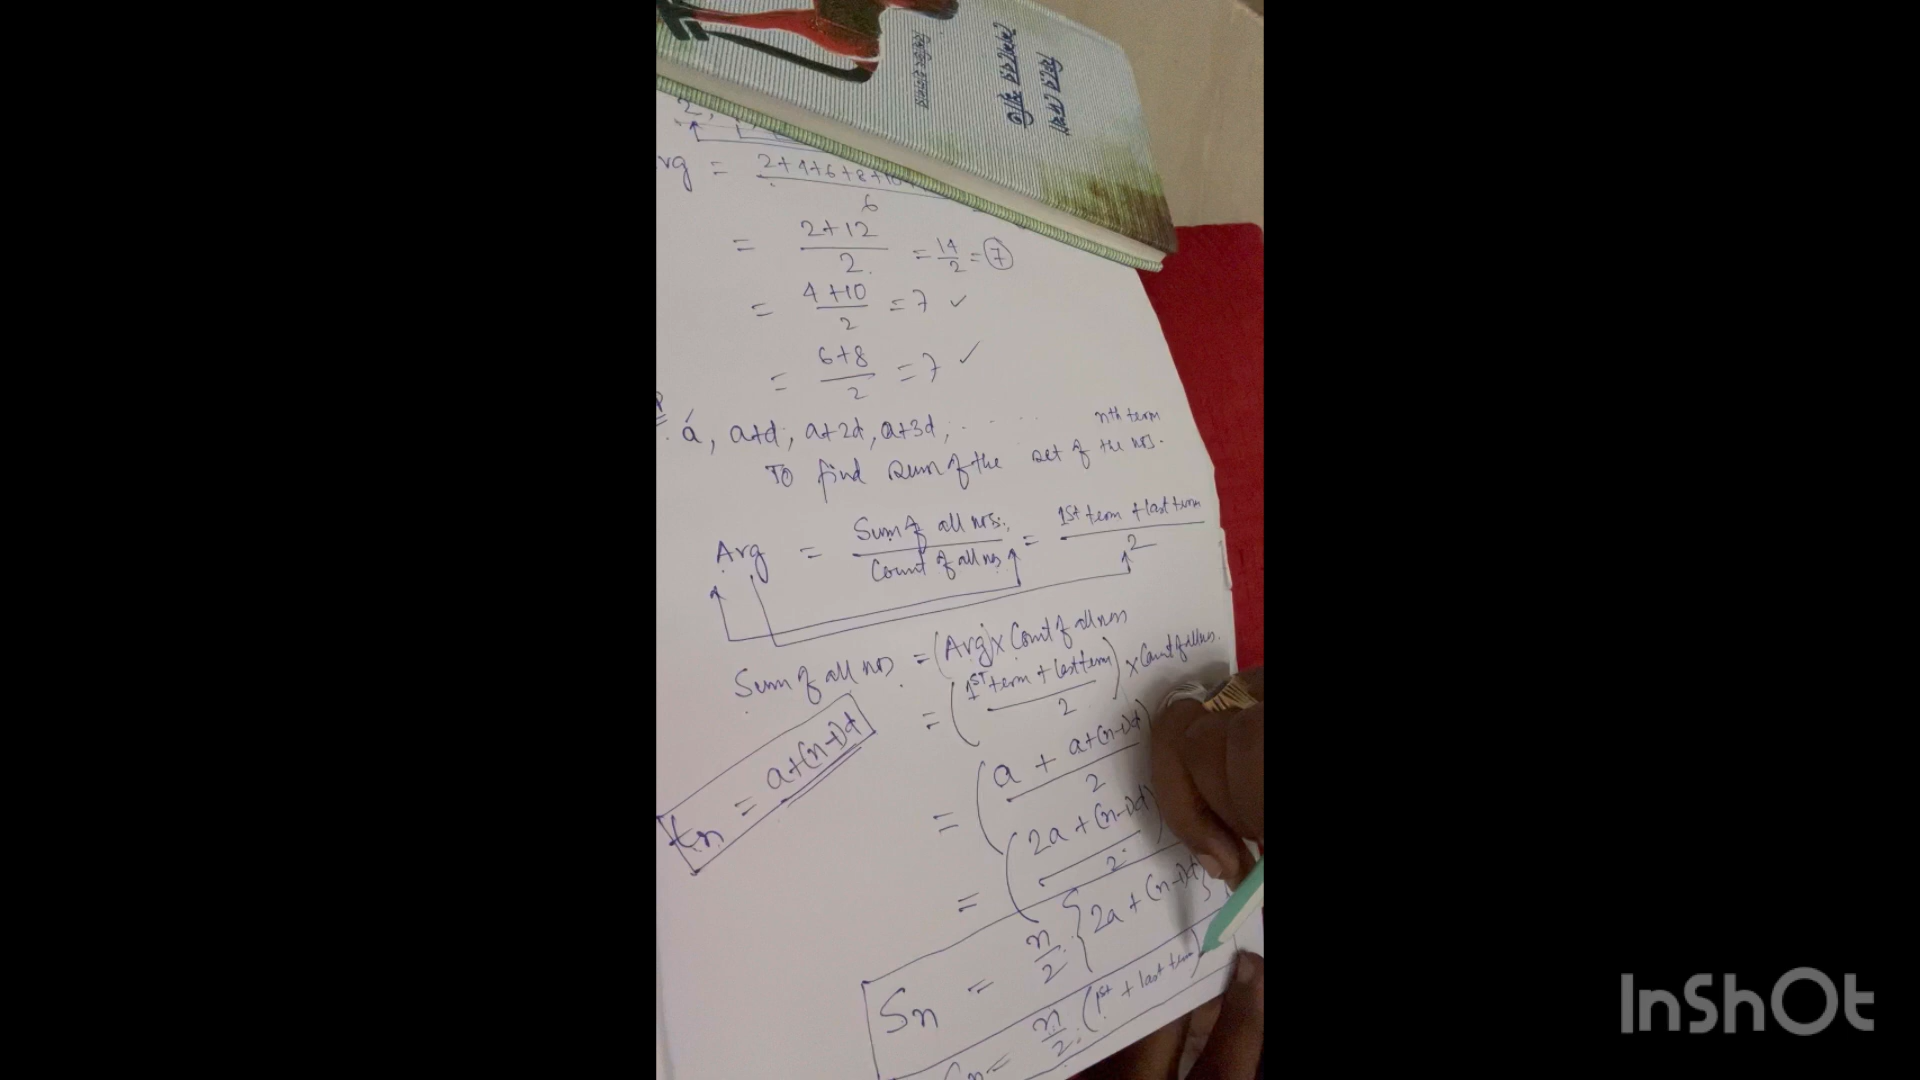 2,
vg = 2+4+6+8+10+
6
= 2+12 / 2. = 14/2 = 7
= 4+10 / 2 = 7 ✓
= 6+8 / 2 = 7 ✓
a, a+d, a+2d, a+3d, ..... nth term
To find sum of the set of the nos.
Avg = Sum of all nos. / Count of all nos = 1st term + last term / 2
Sum of all nos = (Avg) x Count of all nos
= (1ST term + last term / 2) x Count of all nos.
= (a + a+(n-1)d / 2)
tn = a+(n-1)d
= (2a + (n-1)d / 2)
Sn = n/2 {2a + (n-1)d}
Sn = n/2 (1st + last term)
InShOt